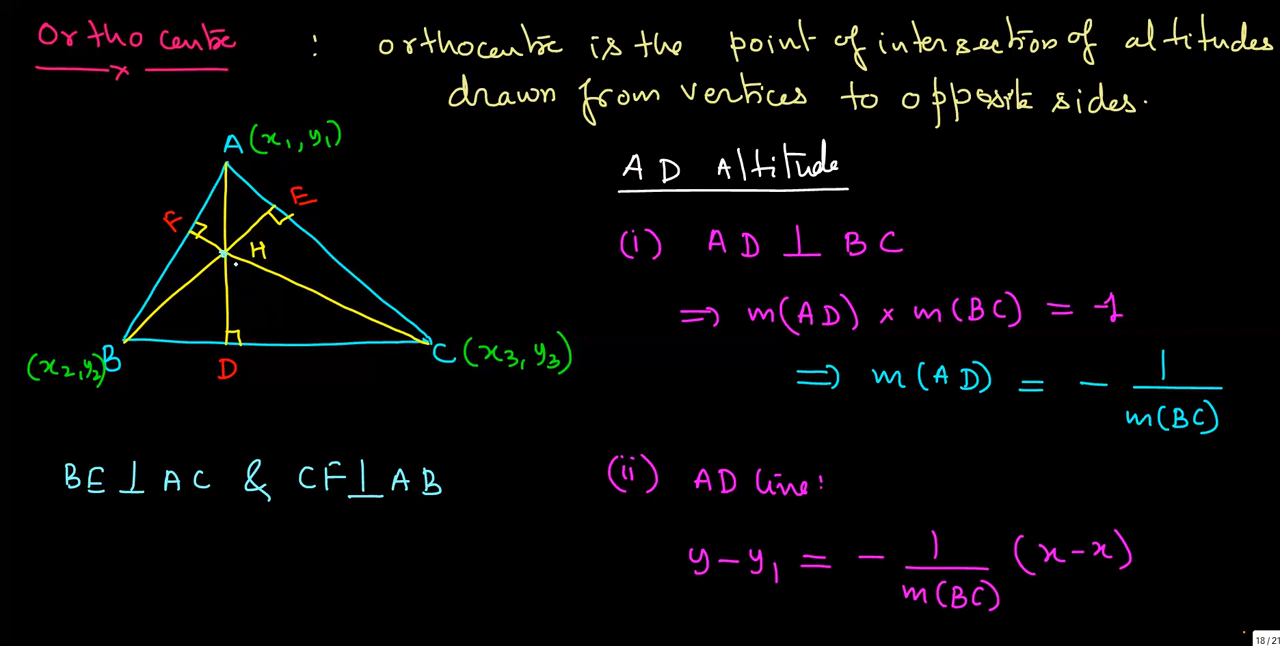 Orthocentre : orthocentre is the point of intersection of altitudes
drawn from vertices to opposite sides.
A (x₁, y₁)
F E
H
(x₂, y₂) B D C (x₃, y₃)
BE ⊥ AC & CF ⊥ AB
AD Altitude
(i) AD ⊥ BC
⇒ m(AD) × m(BC) = -1
⇒ m(AD) = - 1/m(BC)
(ii) AD line:
y - y₁ = - 1/m(BC) (x - x)
18 / 21